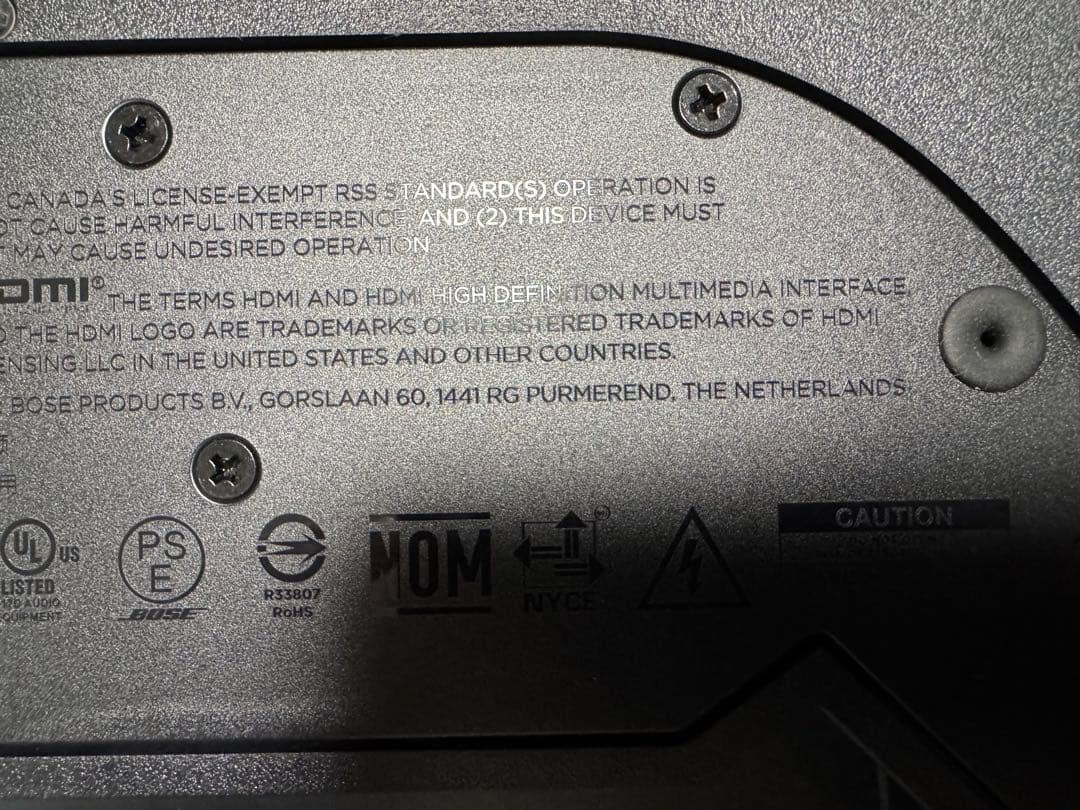 CANADA'S LICENSE-EXEMPT RSS STANDARD(S) OPERATION IS
CAUSE HARMFUL INTERFERENCE, AND (2) THIS DEVICE MUST
MAY CAUSE UNDESIRED OPERATION
HDMI® THE TERMS HDMI AND HDMI HIGH DEFINITION MULTIMEDIA INTERFACE
THE HDMI LOGO ARE TRADEMARKS OR REGISTERED TRADEMARKS OF HDMI
LLC IN THE UNITED STATES AND OTHER COUNTRIES.
BOSE PRODUCTS B.V., GORSLAAN 60, 1441 RG PURMEREND, THE NETHERLANDS
UL US
LISTED
AUDIO
EQUIPMENT
PS
E
BOSE
R33807
RoHS
NOM
NYCE
CAUTION